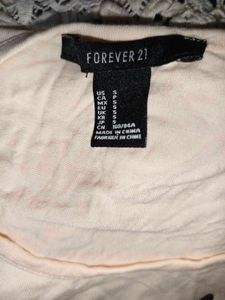 FOREVER 21
US S
CA P
MX S
EU S
UK S
KR S
JP S
CN 160/84A
MADE IN CHINA
FABRIQUÉ EN CHINE